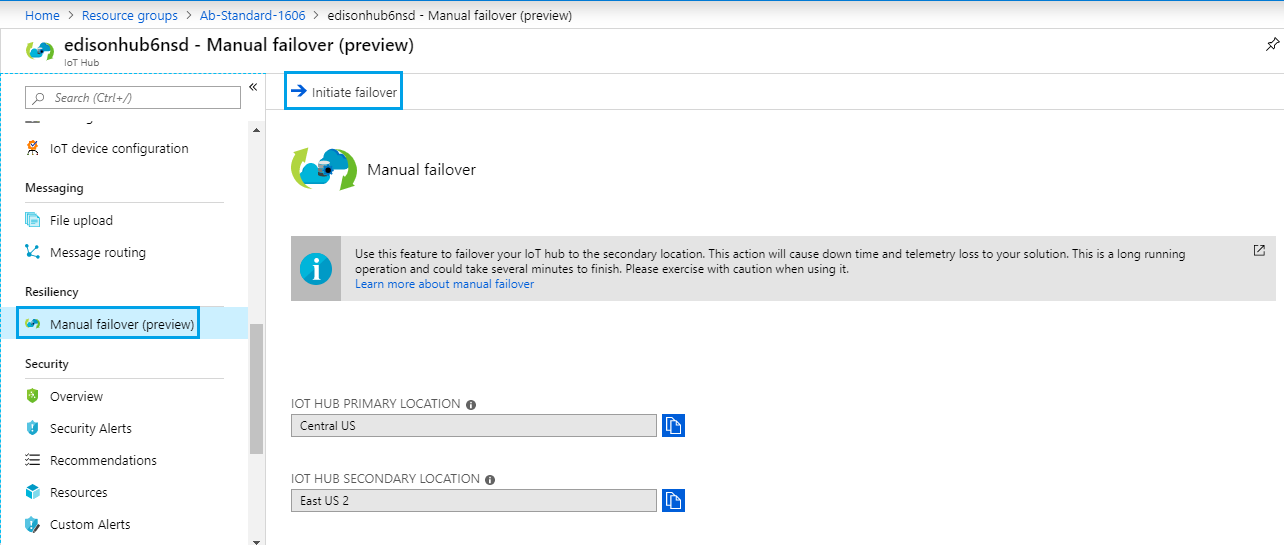 Home > Resource groups > Ab-Standard-1606 > edisonhub6nsd - Manual failover (preview)
edisonhub6nsd - Manual failover (preview)
IoT Hub
Search (Ctrl+/)
IoT device configuration
Messaging
File upload
Message routing
Resiliency
Manual failover (preview)
Security
Overview
Security Alerts
Recommendations
Resources
Custom Alerts
Initiate failover
Manual failover
Use this feature to failover your IoT hub to the secondary location. This action will cause down time and telemetry loss to your solution. This is a long running
operation and could take several minutes to finish. Please exercise with caution when using it.
Learn more about manual failover
IOT HUB PRIMARY LOCATION
Central US
IOT HUB SECONDARY LOCATION
East US 2